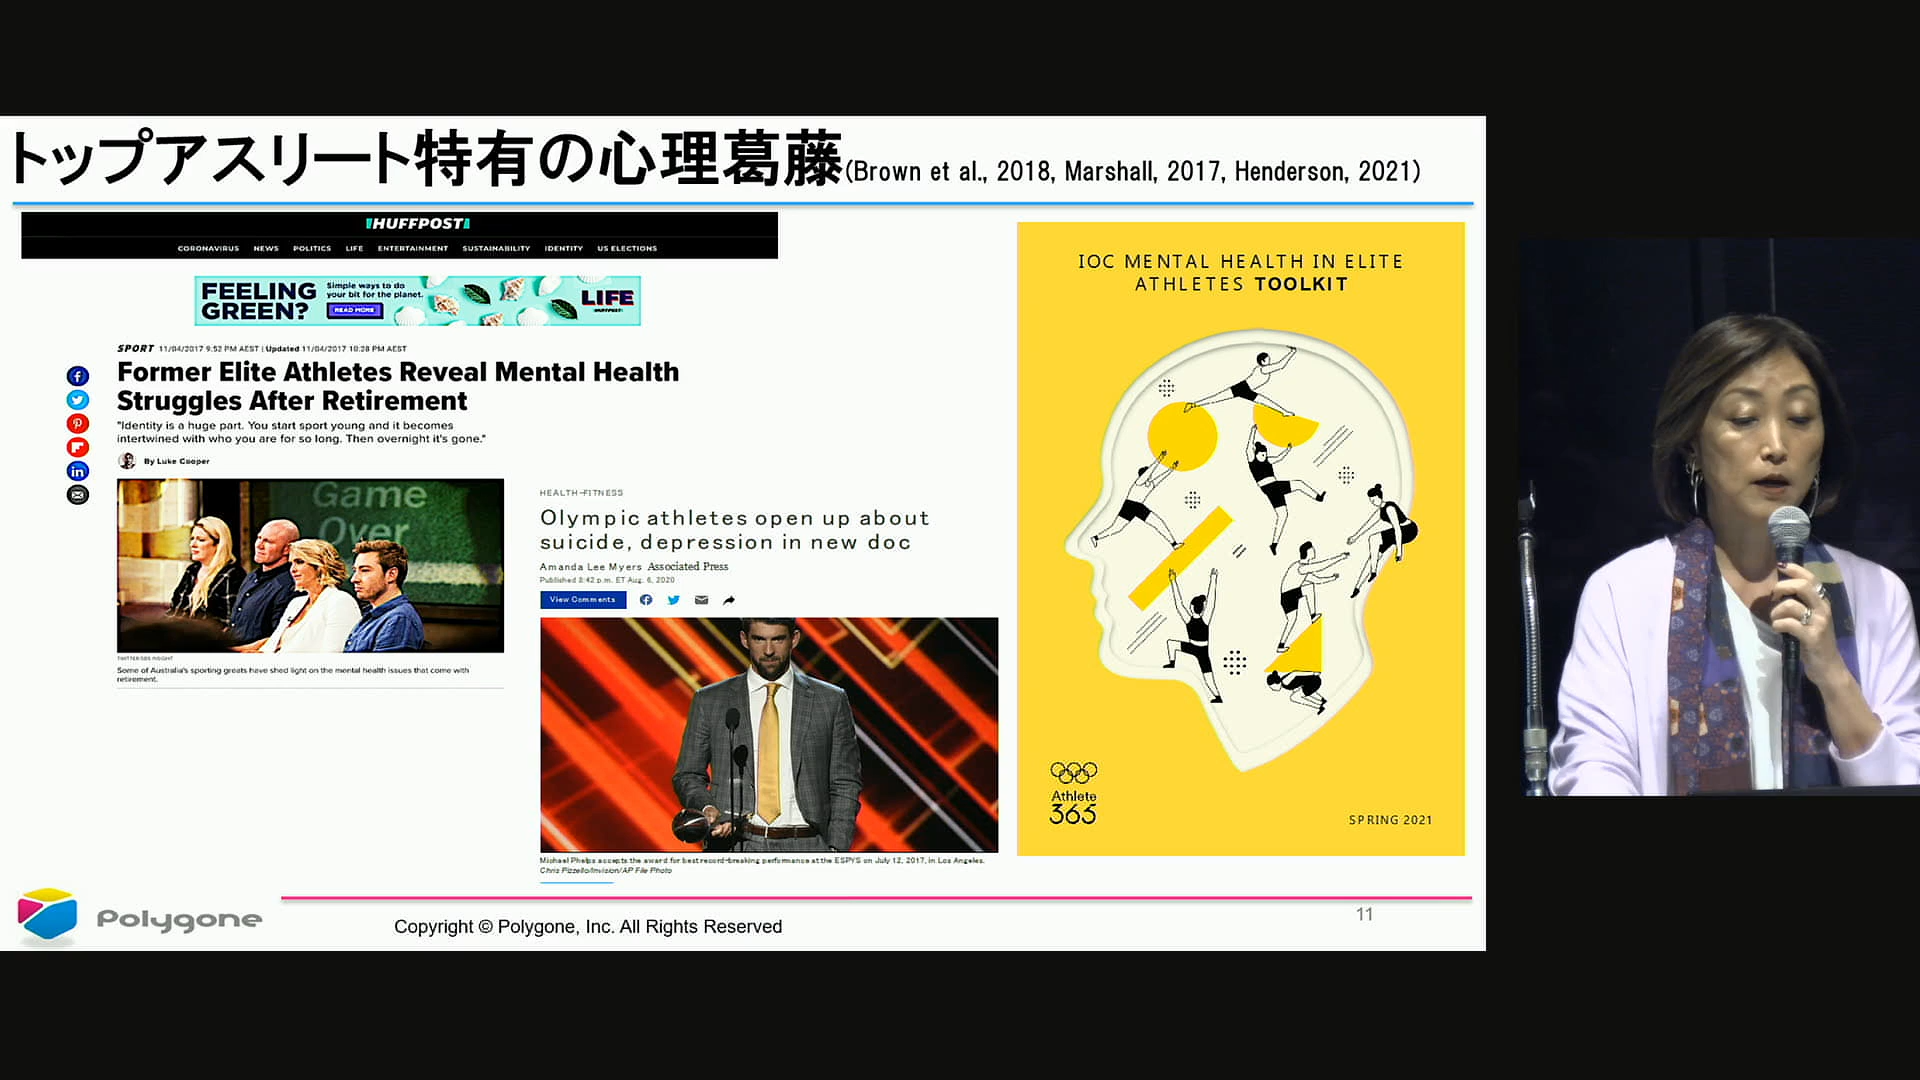 トップアスリート特有の心理葛藤(Brown et al., 2018, Marshall, 2017, Henderson, 2021)
HUFFPOST
CORONAVIRUS NEWS POLITICS LIFE ENTERTAINMENT SUSTAINABILITY IDENTITY US ELECTIONS
FEELING GREEN?
Simple ways to do
your bit for the planet.
READ MORE
LIFE
HUFFPOST
SPORT 11/04/2017 9:52 PM AEST | Updated 11/04/2017 10:28 PM AEST
Former Elite Athletes Reveal Mental Health
Struggles After Retirement
"Identity is a huge part. You start sport young and it becomes
intertwined with who you are for so long. Then overnight it's gone."
By Luke Cooper
Game
Over
TWITTER/SBS INSIGHT
Some of Australia's sporting greats have shed light on the mental health issues that come with
retirement.
HEALTH-FITNESS
Olympic athletes open up about
suicide, depression in new doc
Amanda Lee Myers Associated Press
Published 8:42 p.m. ET Aug. 6, 2020
View Comments
Michael Phelps accepts the award for best record-breaking performance at the ESPYS on July 12, 2017, in Los Angeles.
Chris Pizzello/Invision/AP File Photo
IOC MENTAL HEALTH IN ELITE
ATHLETES TOOLKIT
Athlete
365
SPRING 2021
Polygone
Copyright © Polygone, Inc. All Rights Reserved
11